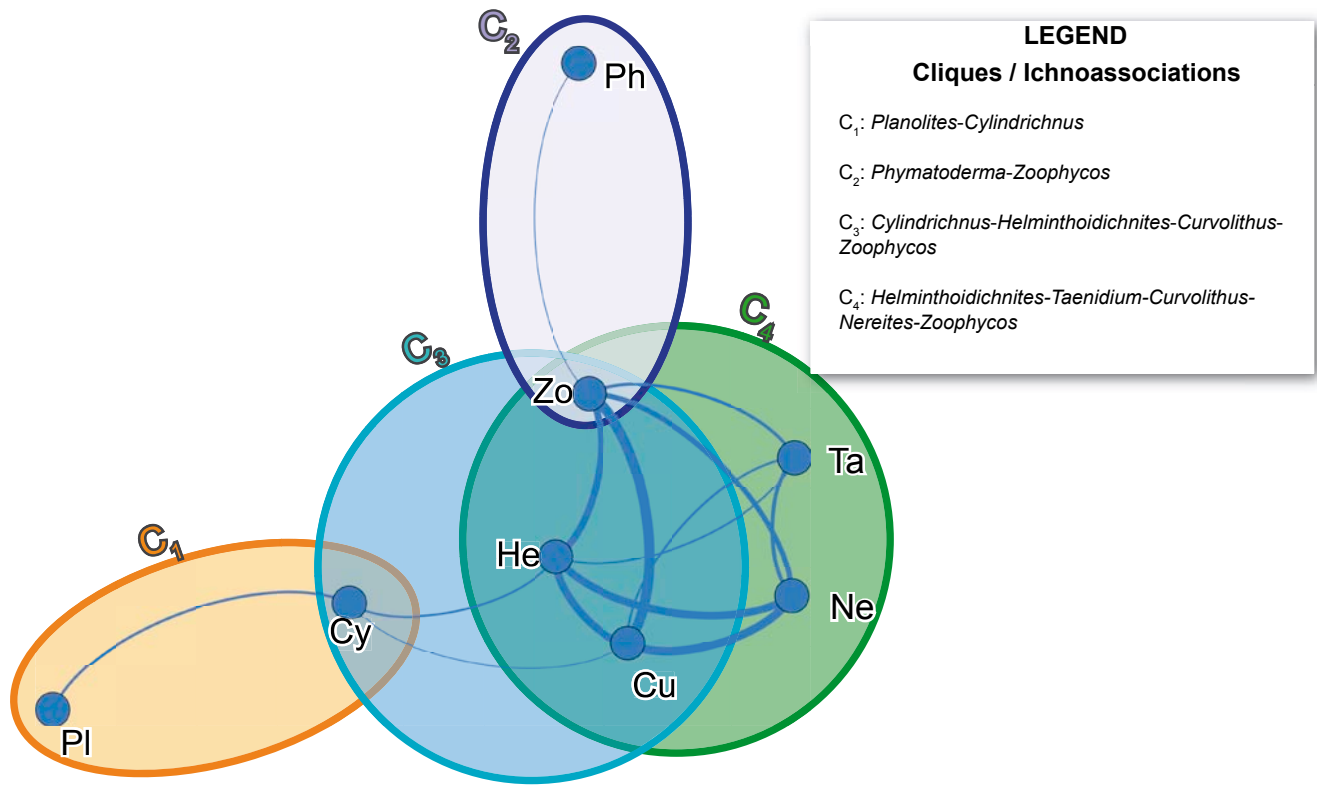 C₂
Ph
LEGEND
Cliques / Ichnoassociations
C₁: Planolites-Cylindrichnus
C₂: Phymatoderma-Zoophycos
C₃: Cylindrichnus-Helminthoidichnites-Curvolithus-
Zoophycos
C₄: Helminthoidichnites-Taenidium-Curvolithus-
Nereites-Zoophycos
C₄
C₃
Zo
Ta
C₁
He
Ne
Cy
Cu
Pl